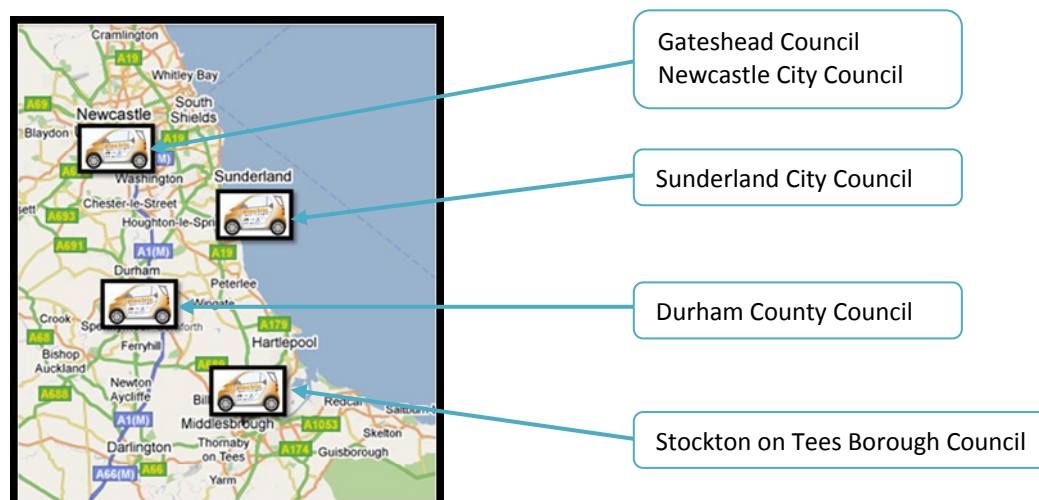 Cramlington
A19
Whitley Bay
A69
South
Shields
Newcastle
Blaydon
A19
Washington
Sunderland
Chester-le-Street
A693
Houghton-le-Spri
A691
A1(M)
A19
Durham
Peterlee
Wingate
Crook
A179
A68
Ferryhill
Hartlepool
Bishop
Auckland
A688
Newton
Aycliffe
Redcar
A1(M)
Middlesbrough
A1053
Skelton
Darlington
Thornaby
on Tees
A174
Guisborough
A66(M)
A66
Yarm
Gateshead Council
Newcastle City Council
Sunderland City Council
Durham County Council
Stockton on Tees Borough Council